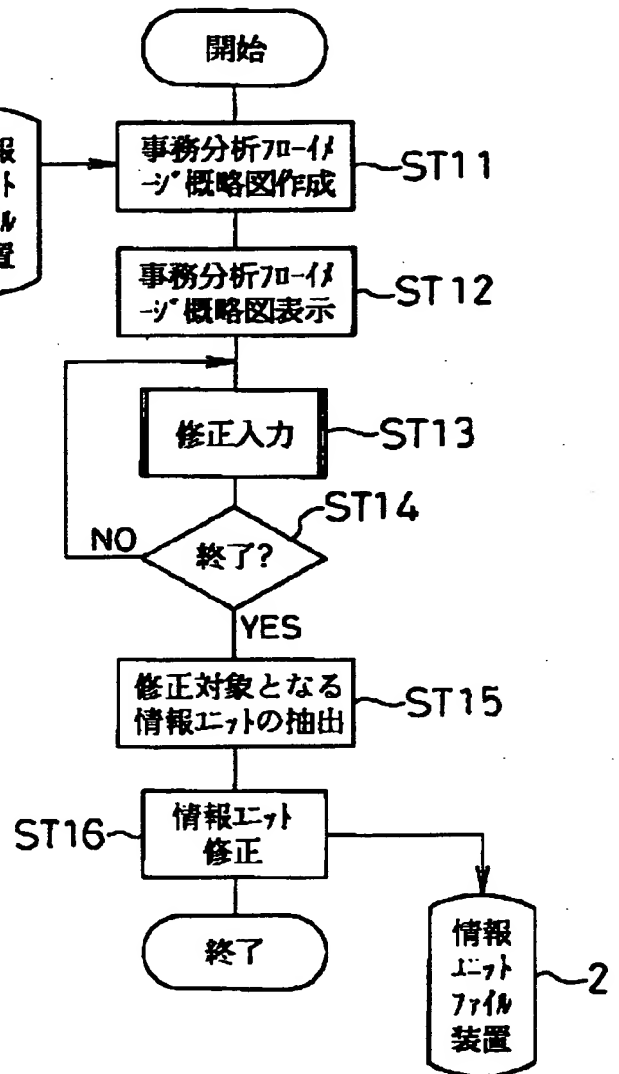 開始
報
ト
ル
置
事務分析フローイメ
ージ概略図作成
ST11
事務分析フローイメ
ージ概略図表示
ST12
修正入力
ST13
ST14
NO
終了?
YES
修正対象となる
情報ユニットの抽出
ST15
ST16
情報ユニット
修正
終了
情報
ユニット
ファイル
装置
2